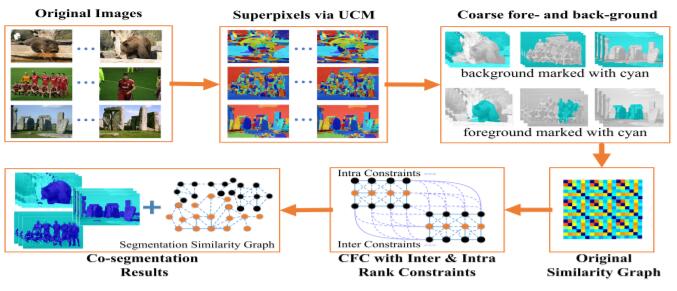 Original Images
Superpixels via UCM
Coarse fore- and back-ground
background marked with cyan
foreground marked with cyan
Intra Constraints
Segmentation Similarity Graph
Inter Constraints
Co-segmentation
Results
CFC with Inter & Intra
Rank Constraints
Original
Similarity Graph